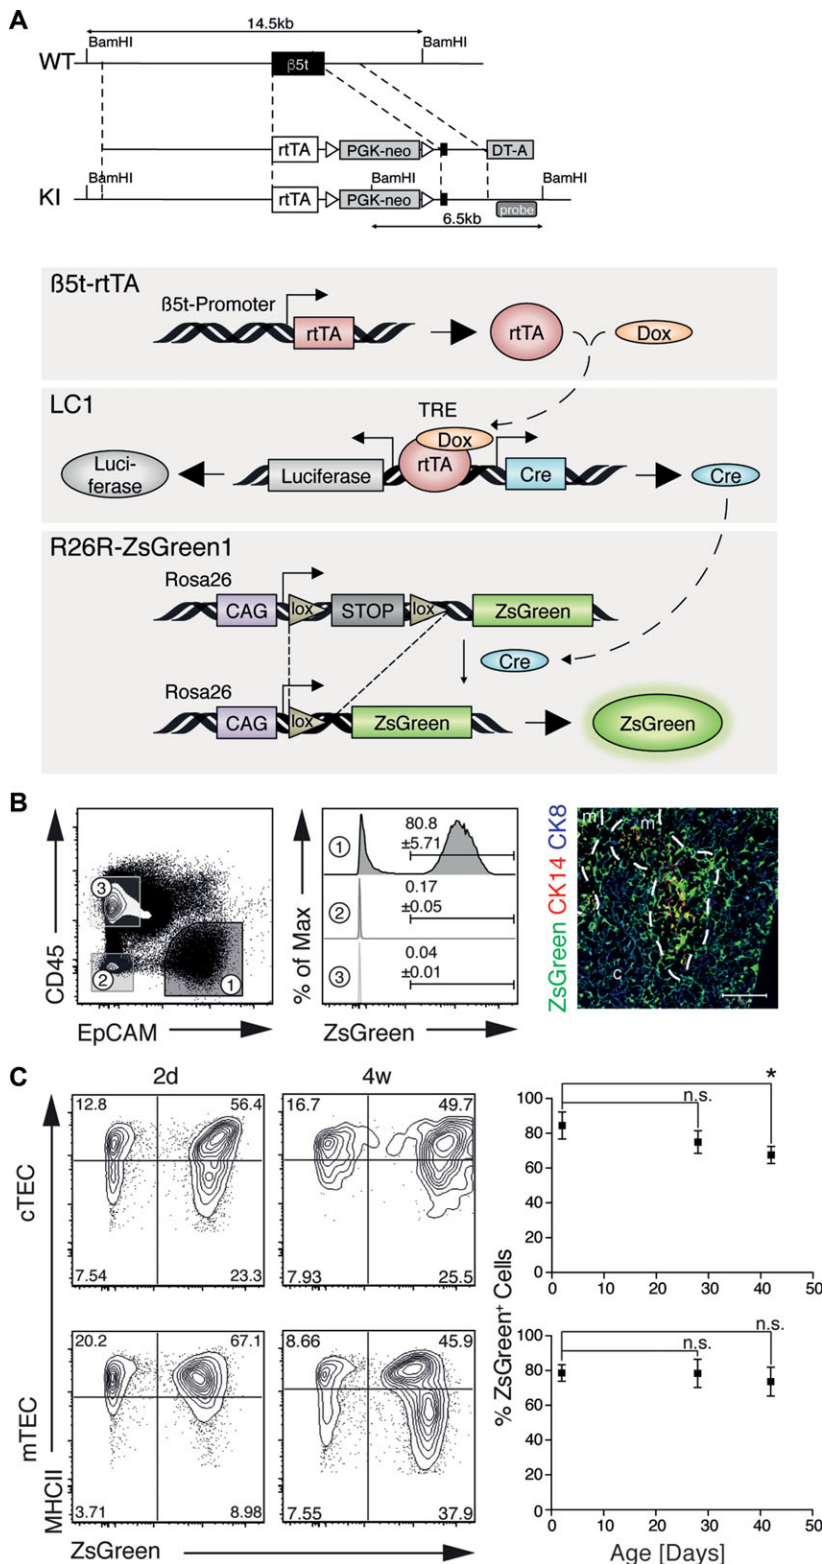 A
14.5kb
BamHI BamHI
WT β5t
rtTA PGK-neo DT-A
BamHI BamHI BamHI
KI rtTA PGK-neo
probe
6.5kb
ß5t-rtTA
ß5t-Promoter
rtTA rtTA Dox
LC1
TRE
Dox
Luci-
ferase
Luciferase rtTA Cre Cre
R26R-ZsGreen1
Rosa26
CAG lox STOP lox ZsGreen
Cre
Rosa26
CAG lox ZsGreen ZsGreen
B
CD45
3
2
1
EpCAM
% of Max
1 80.8
±5.71
2 0.17
±0.05
3 0.04
±0.01
ZsGreen
ZsGreen CK14 CK8
m
m
c
C
2d 4w
cTEC
12.8 56.4
7.54 23.3
16.7 49.7
7.93 25.5
mTEC
20.2 67.1
3.71 8.98
8.66 45.9
7.55 37.9
MHCII
ZsGreen
% ZsGreen+ Cells
*
n.s.
100
80
60
40
20
0
0 10 20 30 40 50
n.s.
n.s.
100
80
60
40
20
0
0 10 20 30 40 50
Age [Days]